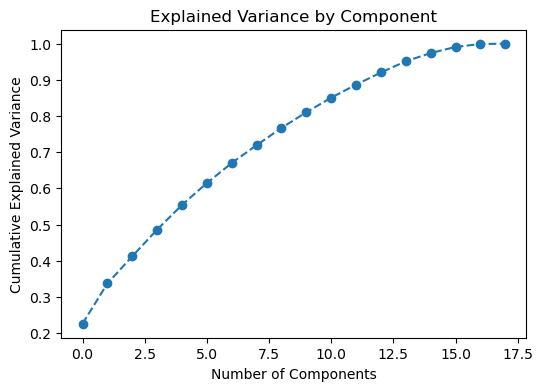 Explained Variance by Component
1.0
0.9
0.8
0.7
0.6
0.5
0.4
0.3
0.2
Cumulative Explained Variance
0.0 2.5 5.0 7.5 10.0 12.5 15.0 17.5
Number of Components